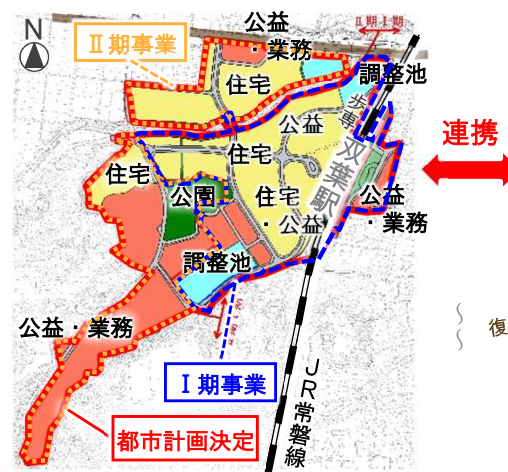 公益
・業務
Ⅱ期 Ⅰ期
N
Ⅱ期事業
住宅
調整池
歩専
公益
連携
住宅
双葉駅
住宅
公園
住宅
・公益
公益
・業務
調整池
公益・業務
復
Ⅰ期事業
JR常磐線
都市計画決定